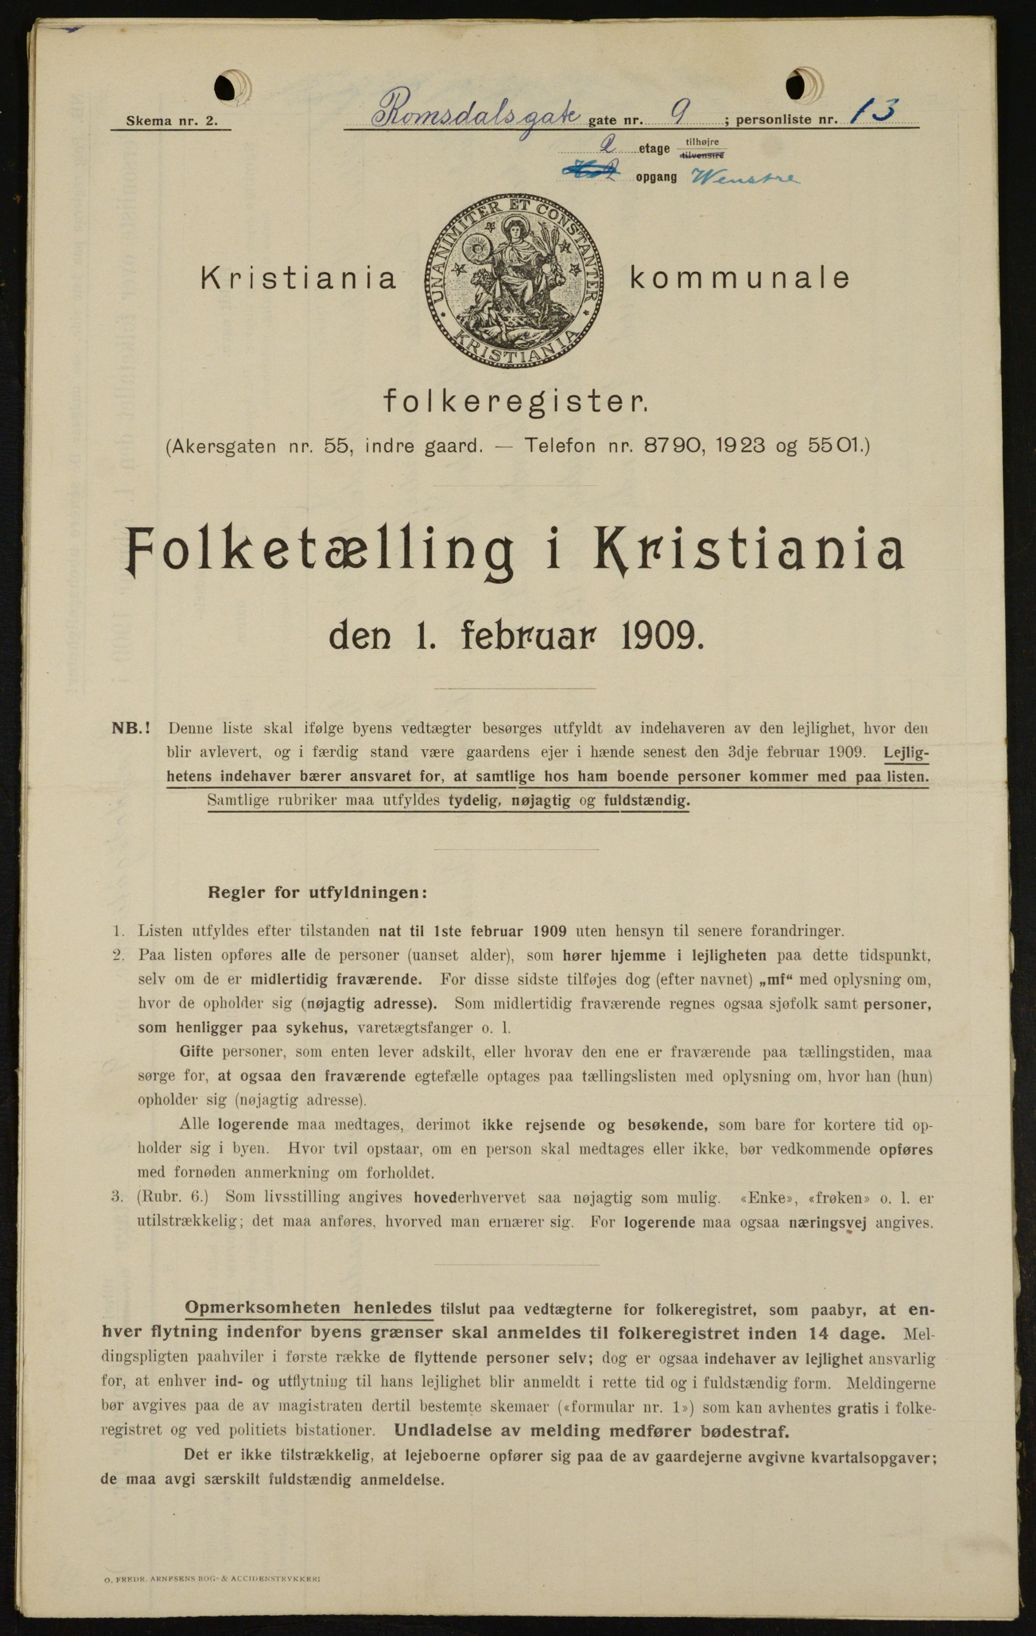 Skema nr. 2.
Romsdalsgate gate nr. 9 ; personliste nr. 13
2 etage tilhøjre tilvenstre
2 opgang Wenstre
UNANIMITER ET CONSTANTER • KRISTIANIA •
Kristiania kommunale
folkeregister.
(Akersgaten nr. 55, indre gaard. — Telefon nr. 8790, 1923 og 5501.)
Folketælling i Kristiania
den 1. februar 1909.
NB.! Denne liste skal ifølge byens vedtægter besørges utfyldt av indehaveren av den lejlighet, hvor den
blir avlevert, og i færdig stand være gaardens ejer i hænde senest den 3dje februar 1909. Lejlig-
hetens indehaver bærer ansvaret for, at samtlige hos ham boende personer kommer med paa listen.
Samtlige rubriker maa utfyldes tydelig, nøjagtig og fuldstændig.
Regler for utfyldningen:
1. Listen utfyldes efter tilstanden nat til 1ste februar 1909 uten hensyn til senere forandringer.
2. Paa listen opføres alle de personer (uanset alder), som hører hjemme i lejligheten paa dette tidspunkt,
selv om de er midlertidig fraværende. For disse sidste tilføjes dog (efter navnet) „mf“ med oplysning om,
hvor de opholder sig (nøjagtig adresse). Som midlertidig fraværende regnes ogsaa sjøfolk samt personer,
som henligger paa sykehus, varetægtsfanger o. l.
Gifte personer, som enten lever adskilt, eller hvorav den ene er fraværende paa tællingstiden, maa
sørge for, at ogsaa den fraværende egtefælle optages paa tællingslisten med oplysning om, hvor han (hun)
opholder sig (nøjagtig adresse).
Alle logerende maa medtages, derimot ikke rejsende og besøkende, som bare for kortere tid op-
holder sig i byen. Hvor tvil opstaar, om en person skal medtages eller ikke, bør vedkommende opføres
med fornøden anmerkning om forholdet.
3. (Rubr. 6.) Som livsstilling angives hovederhvervet saa nøjagtig som mulig. «Enke», «frøken» o. l. er
utilstrækkelig; det maa anføres, hvorved man ernærer sig. For logerende maa ogsaa næringsvej angives.
Opmerksomheten henledes tilslut paa vedtægterne for folkeregistret, som paabyr, at en-
hver flytning indenfor byens grænser skal anmeldes til folkeregistret inden 14 dage. Mel-
dingspligten paahviler i første række de flyttende personer selv; dog er ogsaa indehaver av lejlighet ansvarlig
for, at enhver ind- og utflytning til hans lejlighet blir anmeldt i rette tid og i fuldstændig form. Meldingerne
bør avgives paa de av magistraten dertil bestemte skemaer («formular nr. 1») som kan avhentes gratis i folke-
registret og ved politiets bistationer. Undladelse av melding medfører bødestraf.
Det er ikke tilstrækkelig, at lejeboerne opfører sig paa de av gaardejerne avgivne kvartalsopgaver;
de maa avgi særskilt fuldstændig anmeldelse.
O. FREDR. ARNESENS BOG- & ACCIDENSTRYKKERI